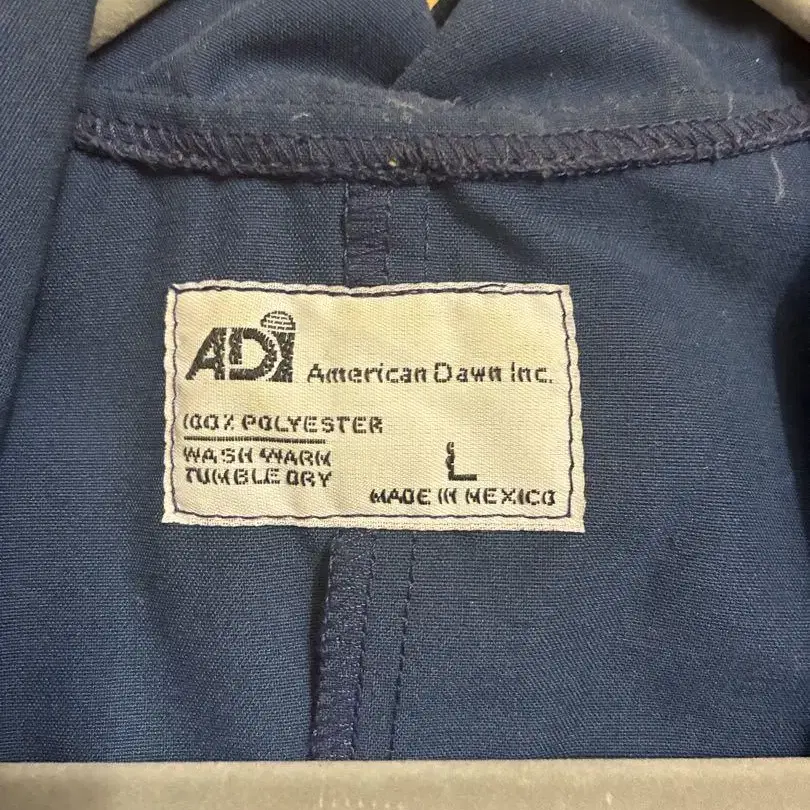 ADI American Dawn Inc.
100% POLYESTER
WASH WARM
TUMBLE DRY
L
MADE IN MEXICO